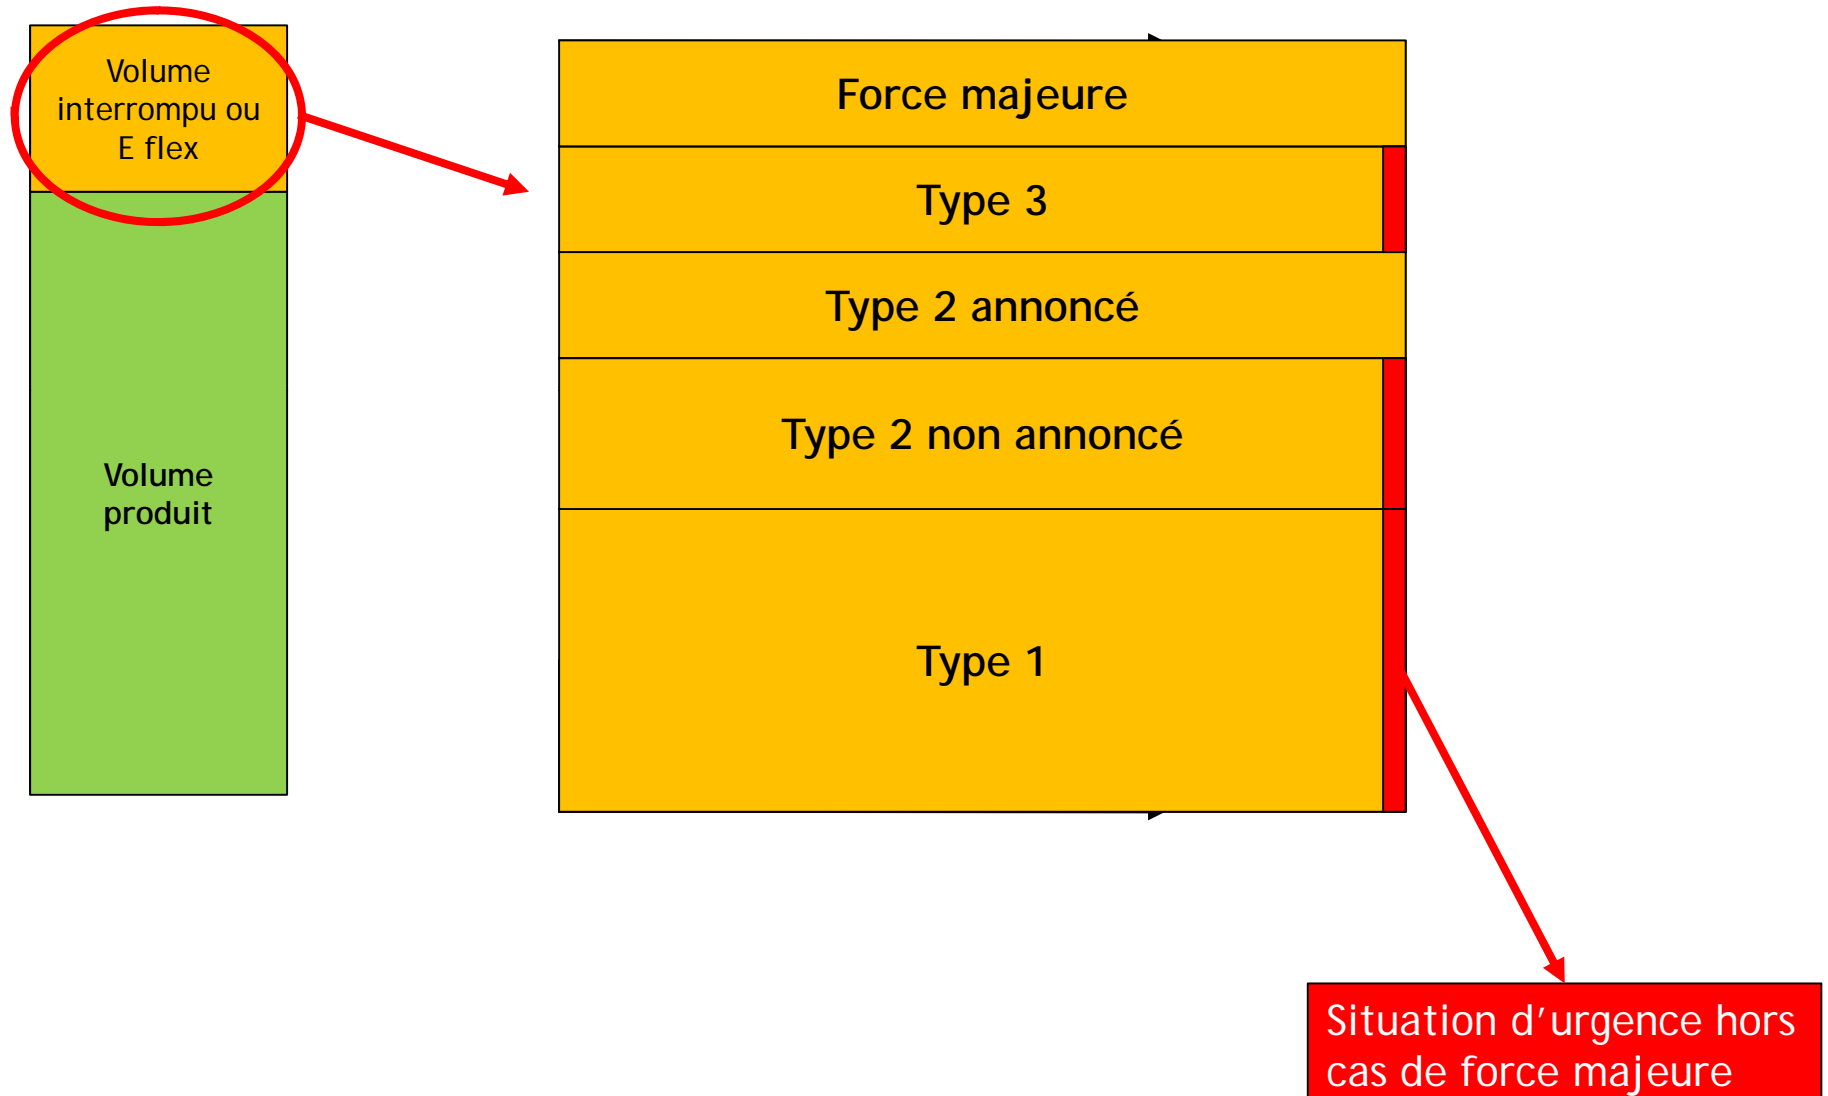 Volume
interrompu ou
E flex
Volume
produit
Force majeure
Type 3
Type 2 annoncé
Type 2 non annoncé
Type 1
Situation d’urgence hors
cas de force majeure